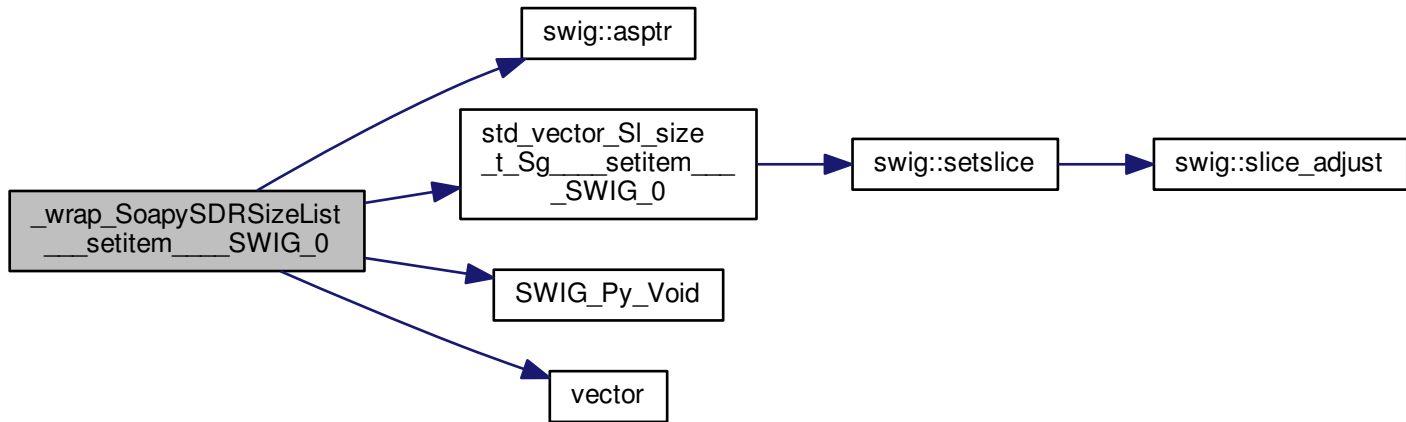 swig::asptr
std_vector_Sl_size
_t_Sg____setitem___
_SWIG_0
swig::setslice
swig::slice_adjust
_wrap_SoapySDRSizeList
___setitem____SWIG_0
SWIG_Py_Void
vector